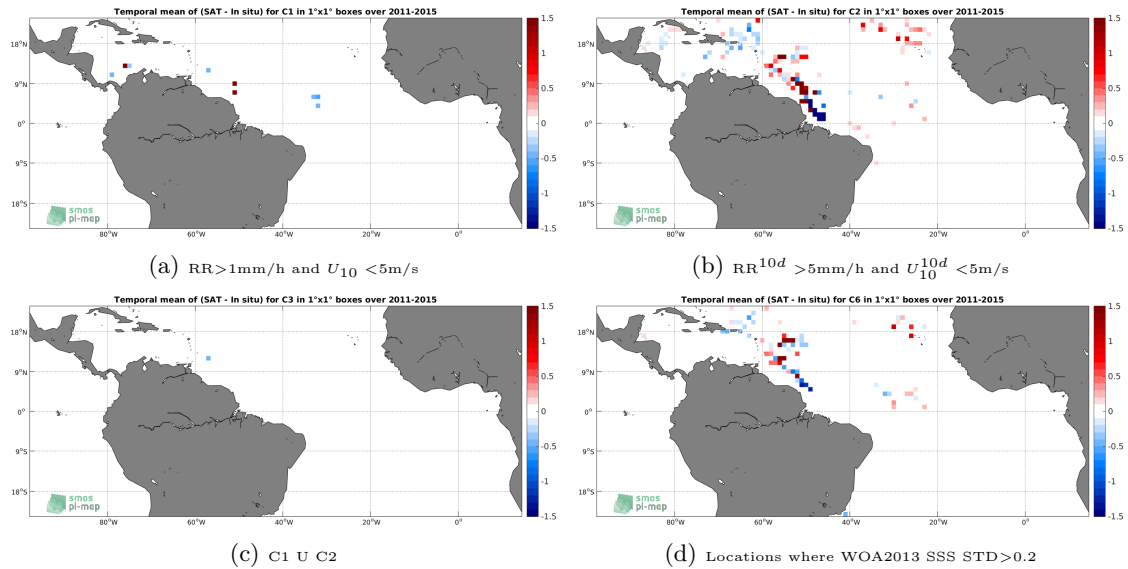 Temporal mean of (SAT - In situ) for C1 in 1°x1° boxes over 2011-2015
18°N
9°N
0°
9°S
18°S
80°W
60°W
40°W
20°W
0°
1.5
1
0.5
0
-0.5
-1
-1.5
smos
pi-mep
(a) RR>1mm/h and U10 <5m/s
Temporal mean of (SAT - In situ) for C2 in 1°x1° boxes over 2011-2015
18°N
9°N
0°
9°S
18°S
80°W
60°W
40°W
20°W
0°
1.5
1
0.5
0
-0.5
-1
-1.5
smos
pi-mep
(b) RR10d >5mm/h and U10d10 <5m/s
Temporal mean of (SAT - In situ) for C3 in 1°x1° boxes over 2011-2015
18°N
9°N
0°
9°S
18°S
80°W
60°W
40°W
20°W
0°
1.5
1
0.5
0
-0.5
-1
-1.5
smos
pi-mep
(c) C1 U C2
Temporal mean of (SAT - In situ) for C6 in 1°x1° boxes over 2011-2015
18°N
9°N
0°
9°S
18°S
80°W
60°W
40°W
20°W
0°
1.5
1
0.5
0
-0.5
-1
-1.5
smos
pi-mep
(d) Locations where WOA2013 SSS STD>0.2